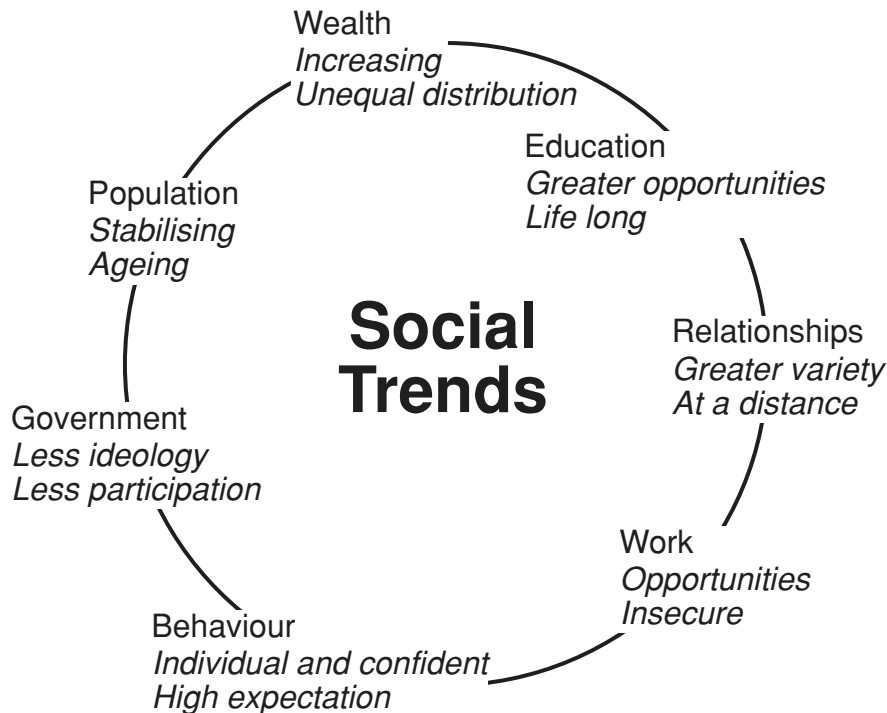 Wealth
Increasing
Unequal distribution
Education
Greater opportunities
Life long
Population
Stabilising
Ageing
Social
Trends
Relationships
Greater variety
At a distance
Government
Less ideology
Less participation
Work
Opportunities
Insecure
Behaviour
Individual and confident
High expectation